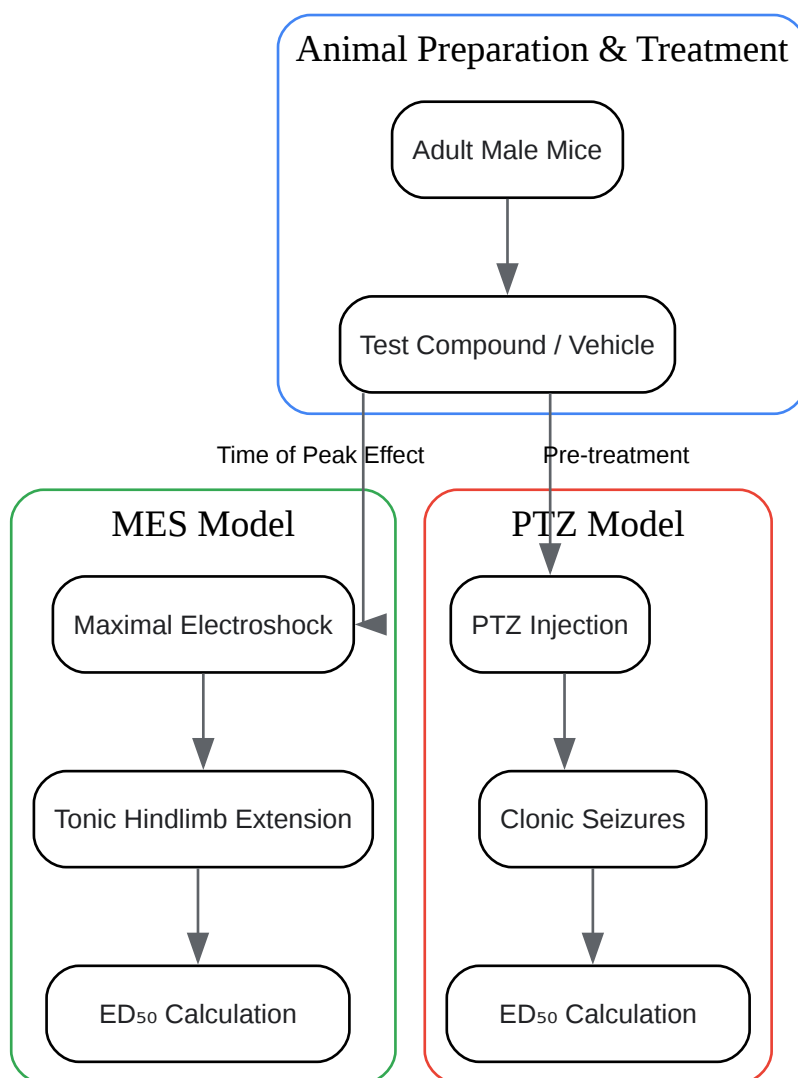 Animal Preparation & Treatment
Adult Male Mice
Test Compound / Vehicle
Time of Peak Effect
Pre-treatment
MES Model
PTZ Model
Maximal Electroshock
PTZ Injection
Tonic Hindlimb Extension
Clonic Seizures
ED₅₀ Calculation
ED₅₀ Calculation